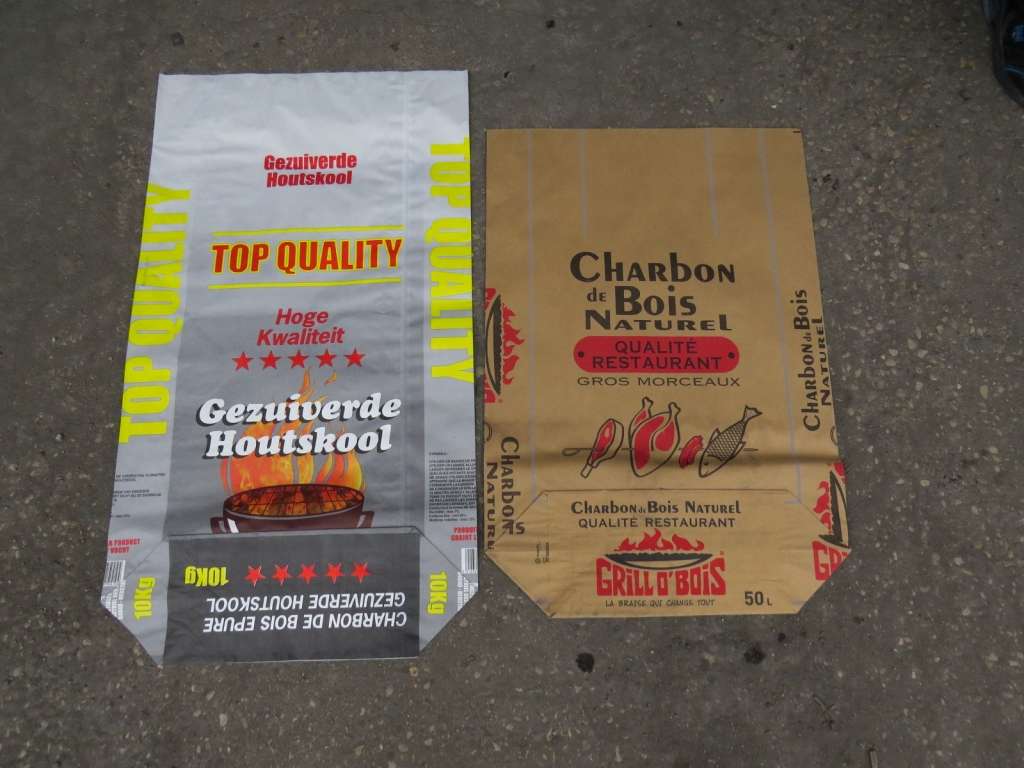 Gezuiverde
Houtskool
TOP QUALITY
TOP QUALITY
TOP QUALITY
Hoge
Kwaliteit
Gezuiverde
Houtskool
10Kg
10Kg
CHARBON DE BOIS EPURE
GEZUIVERDE HOUTSKOOL
10Kg
Charbon
de Bois
Naturel
QUALITÉ
RESTAURANT
GROS MORCEAUX
Charbon de Bois
Naturel
Charbon
Naturel
Charbon de Bois Naturel
QUALITÉ RESTAURANT
GRILL O'BOIS
LA BRAISE QUI CHANGE TOUT
50 L